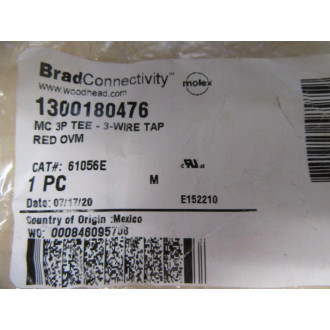 BradConnectivity™
molex
www.woodhead.com
1300180476
MC 3P TEE - 3-WIRE TAP
RED OVM
CAT#: 61056E
1 PC
M
Date: 07/17/20
E152210
Country of Origin :Mexico
WO: 000846095708